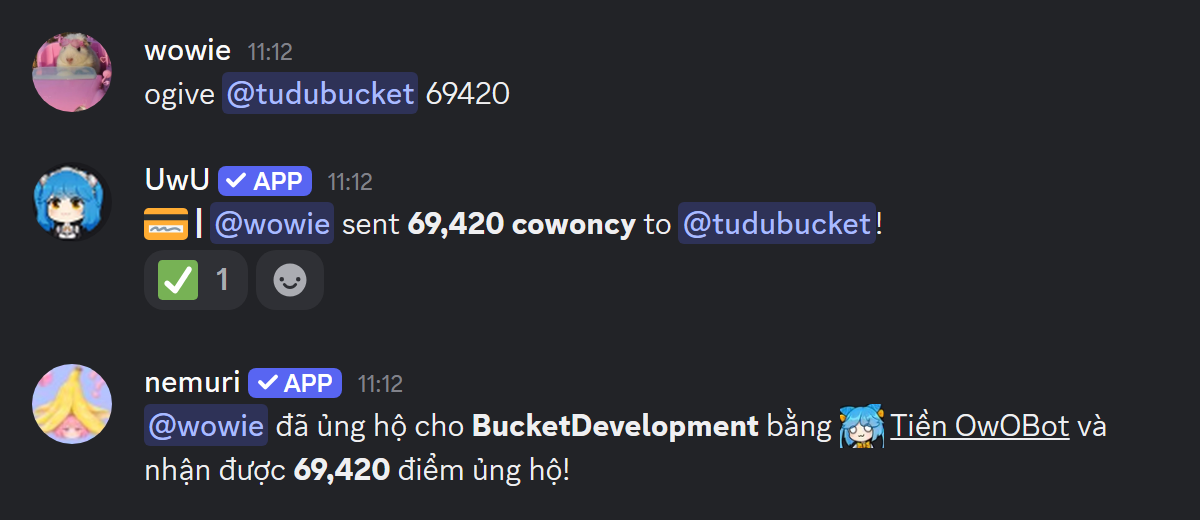 wowie 11:12
ogive @tudubucket 69420
UwU ✓ APP 11:12
| @wowie sent 69,420 cowoncy to @tudubucket!
1
nemuri ✓ APP 11:12
@wowie đã ủng hộ cho BucketDevelopment bằng Tiền OwOBot và
nhận được 69,420 điểm ủng hộ!